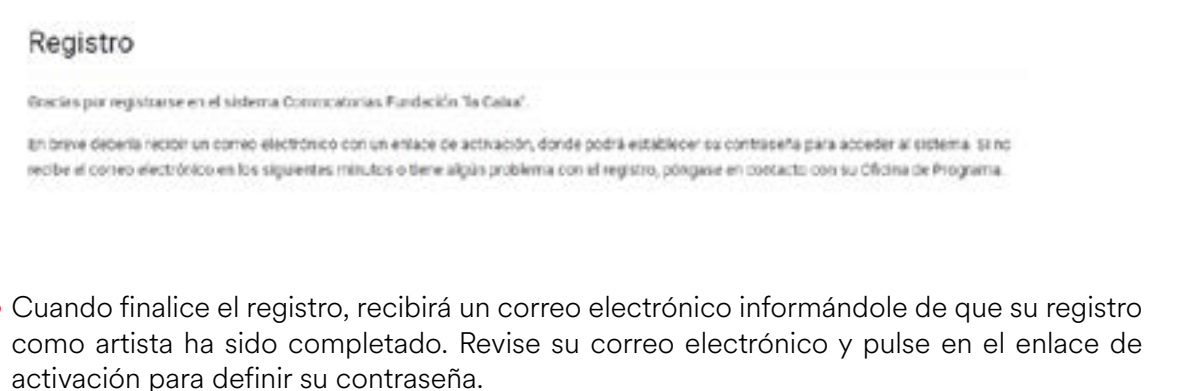 Registro
Gracias por registrarse en el sistema Convocatorias Fundación "la Caixa".
En breve debería recibir un correo electrónico con un enlace de activación, donde podrá establecer su contraseña para acceder al sistema. Si no
recibe el correo electrónico en los siguientes minutos o tiene algún problema con el registro, póngase en contacto con su Oficina de Programa.
Cuando finalice el registro, recibirá un correo electrónico informándole de que su registro
como artista ha sido completado. Revise su correo electrónico y pulse en el enlace de
activación para definir su contraseña.